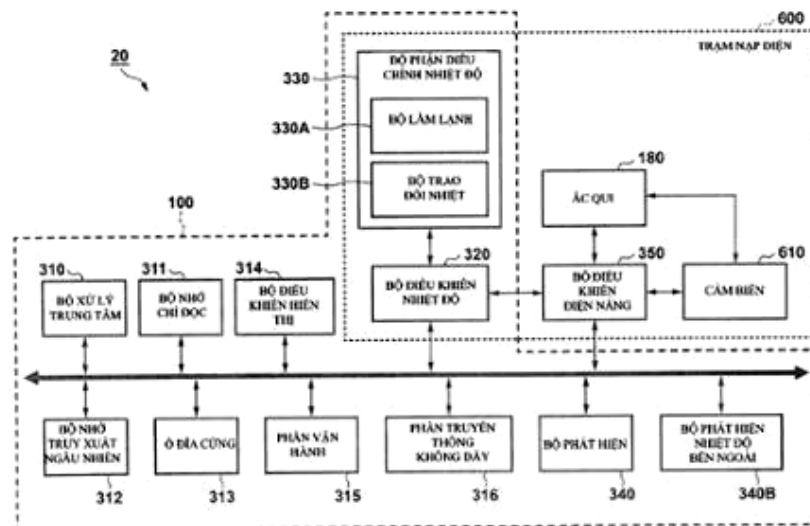 600
TRẠM NẠP ĐIỆN
20
330
BỘ PHẬN ĐIỀU
CHỈNH NHIỆT ĐỘ
330A
BỘ LÀM LẠNH
330B
BỘ TRAO
ĐỔI NHIỆT
180
ẮC QUI
100
310
311
314
320
350
610
BỘ XỬ LÝ
TRUNG TÂM
BỘ NHỚ
CHỈ ĐỌC
BỘ ĐIỀU
KHIỂN HIỂN
THỊ
BỘ ĐIỀU KHIỂN
NHIỆT ĐỘ
BỘ ĐIỀU
KHIỂN
ĐIỆN NĂNG
CẢM BIẾN
BỘ NHỚ
TRUY XUẤT
NGẪU NHIÊN
Ổ ĐĨA CỨNG
PHẦN VẬN
HÀNH
PHẦN TRUYỀN
THÔNG
KHÔNG DÂY
BỘ PHÁT HIỆN
BỘ PHÁT HIỆN
NHIỆT ĐỘ
BÊN NGOÀI
312
313
315
316
340
340B